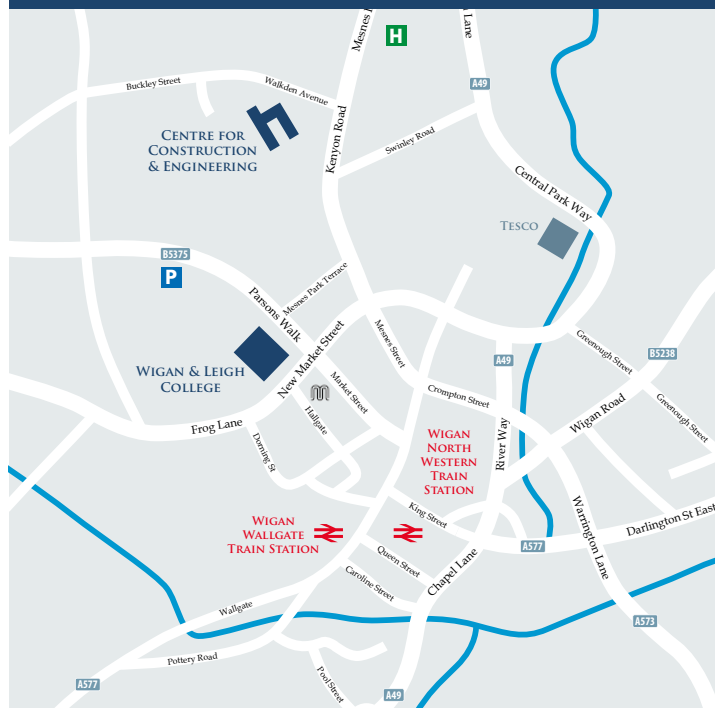 Mesnes
Lane
H
A49
Buckley Street
Walkden Avenue
Centre for
Construction
& Engineering
Kenyon Road
Swinley Road
Central Park Way
Tesco
B5375
P
Mesnes Park Terrace
Parsons Walk
New Market Street
Mesnes Street
A49
Greenough Street
B5238
Wigan & Leigh
College
Market Street
Crompton Street
Greenough Street
Wigan Road
Frog Lane
Hallgate
Dorning St
River Way
Wigan
North
Western
Train
Station
King Street
Wigan
Wallgate
Train Station
Warrington Lane
Darlington St East
A577
Queen Street
Chapel Lane
Caroline Street
Wallgate
A573
Pottery Road
Pool Street
A577
A49